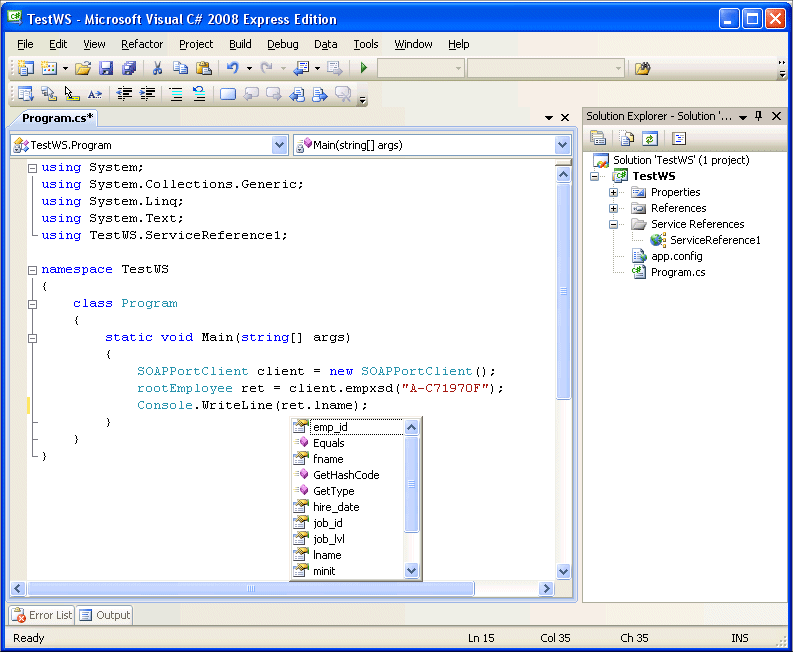 TestWS - Microsoft Visual C# 2008 Express Edition
File Edit View Refactor Project Build Debug Data Tools Window Help
Program.cs*
Solution Explorer - Solution '...
TestWS.Program
Main(string[] args)
using System;
using System.Collections.Generic;
using System.Linq;
using System.Text;
using TestWS.ServiceReference1;
namespace TestWS
{
class Program
{
static void Main(string[] args)
{
SOAPPortClient client = new SOAPPortClient();
rootEmployee ret = client.empxsd("A-C71970F");
Console.WriteLine(ret.lname);
}
}
}
emp_id
Equals
fname
GetHashCode
GetType
hire_date
job_id
job_lvl
lname
minit
Solution 'TestWS' (1 project)
TestWS
Properties
References
Service References
ServiceReference1
app.config
Program.cs
Error List Output
Ready Ln 15 Col 35 Ch 35 INS